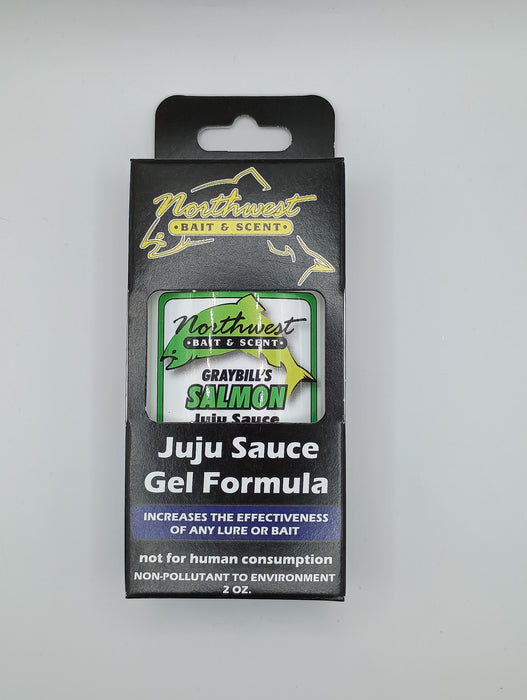 Northwest
•BAIT & SCENT•
Northwest
•BAIT & SCENT•
GRAYBILL'S
SALMON
Juju Sauce
Juju Sauce
Gel Formula
INCREASES THE EFFECTIVENESS
OF ANY LURE OR BAIT
not for human consumption
NON-POLLUTANT TO ENVIRONMENT
2 OZ.